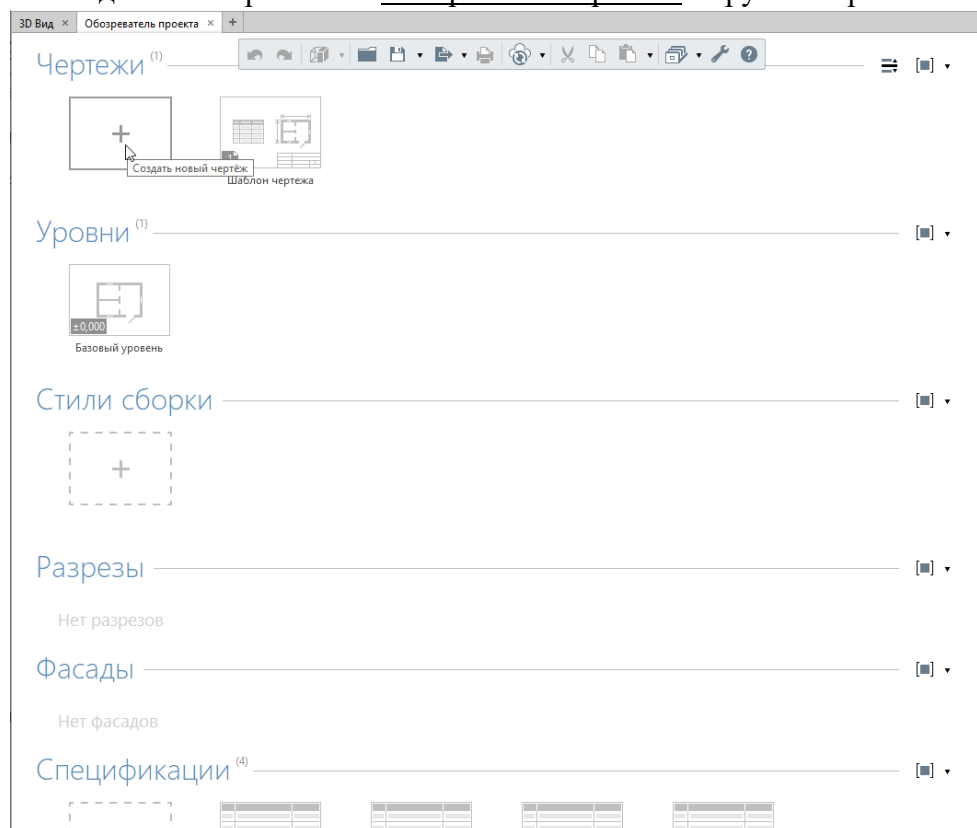 3D Вид × Обозреватель проекта × +
Чертежи (1)
Создать новый чертёж
Шаблон чертежа
Уровни (1)
±0,000
Базовый уровень
Стили сборки
Разрезы
Нет разрезов
Фасады
Нет фасадов
Спецификации (4)